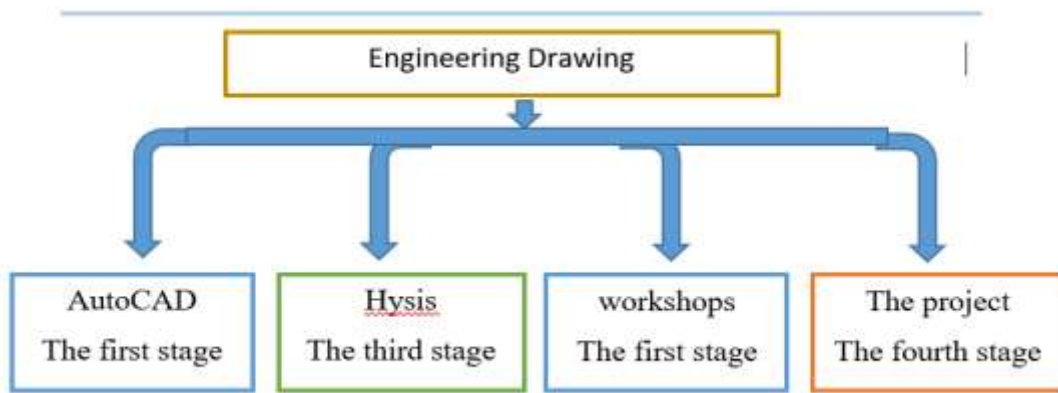 Engineering Drawing
AutoCAD
The first stage
Hysis
The third stage
workshops
The first stage
The project
The fourth stage